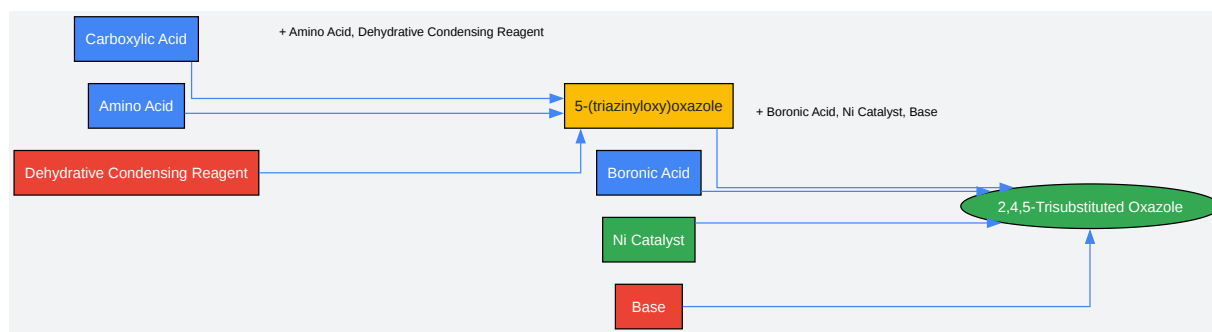 Carboxylic Acid
+ Amino Acid, Dehydrative Condensing Reagent
Amino Acid
5-(triazinyloxy)oxazole
+ Boronic Acid, Ni Catalyst, Base
Dehydrative Condensing Reagent
Boronic Acid
2,4,5-Trisubstituted Oxazole
Ni Catalyst
Base